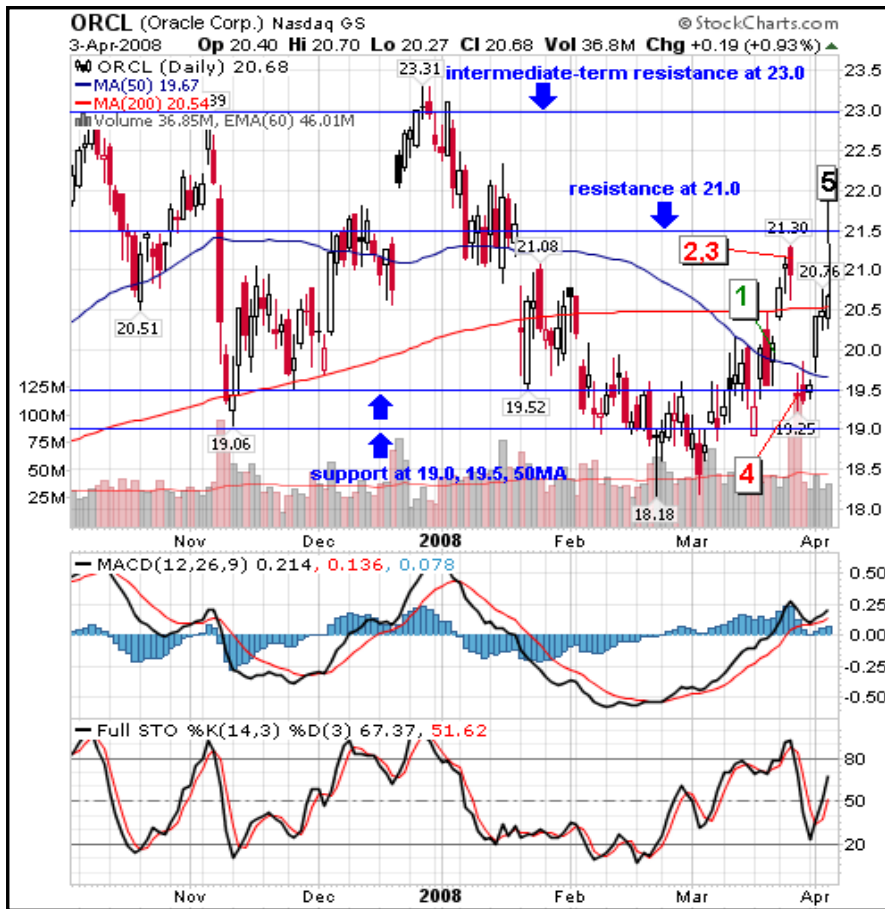 ORCL (Oracle Corp.) Nasdaq GS © StockCharts.com
3-Apr-2008 Op 20.40 Hi 20.70 Lo 20.27 Cl 20.68 Vol 36.8M Chg +0.19 (+0.93%)
ORCL (Daily) 20.68
MA(50) 19.67
MA(200) 20.54
Volume 36.85M, EMA(60) 46.01M
39
23.31
intermediate-term resistance at 23.0
resistance at 21.0
5
21.30
2,3
20.76
21.08
1
20.51
19.52
19.06
19.25
4
18.18
support at 19.0, 19.5, 50MA
23.5
23.0
22.5
22.0
21.5
21.0
20.5
20.0
19.5
19.0
18.5
18.0
125M
100M
75M
50M
25M
Nov Dec 2008 Feb Mar Apr
MACD(12,26,9) 0.214, 0.136, 0.078
0.50
0.25
0.00
-0.25
-0.50
Full STO %K(14,3) %D(3) 67.37, 51.62
80
50
20
Nov Dec 2008 Feb Mar Apr